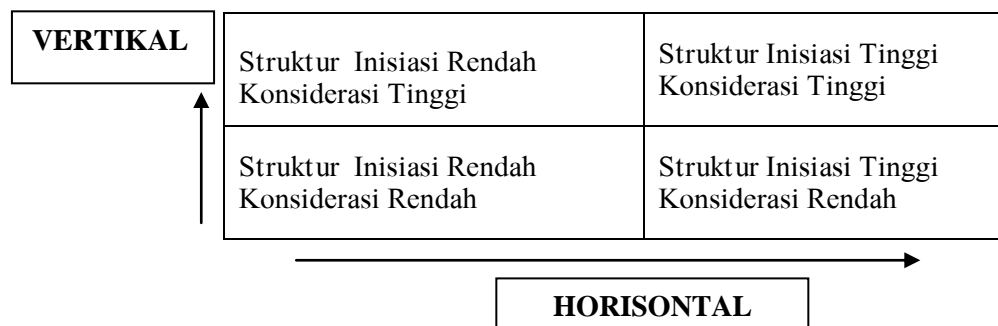 VERTIKAL
Struktur Inisiasi Rendah
Konsiderasi Tinggi
Struktur Inisiasi Tinggi
Konsiderasi Tinggi
Struktur Inisiasi Rendah
Konsiderasi Rendah
Struktur Inisiasi Tinggi
Konsiderasi Rendah
HORISONTAL